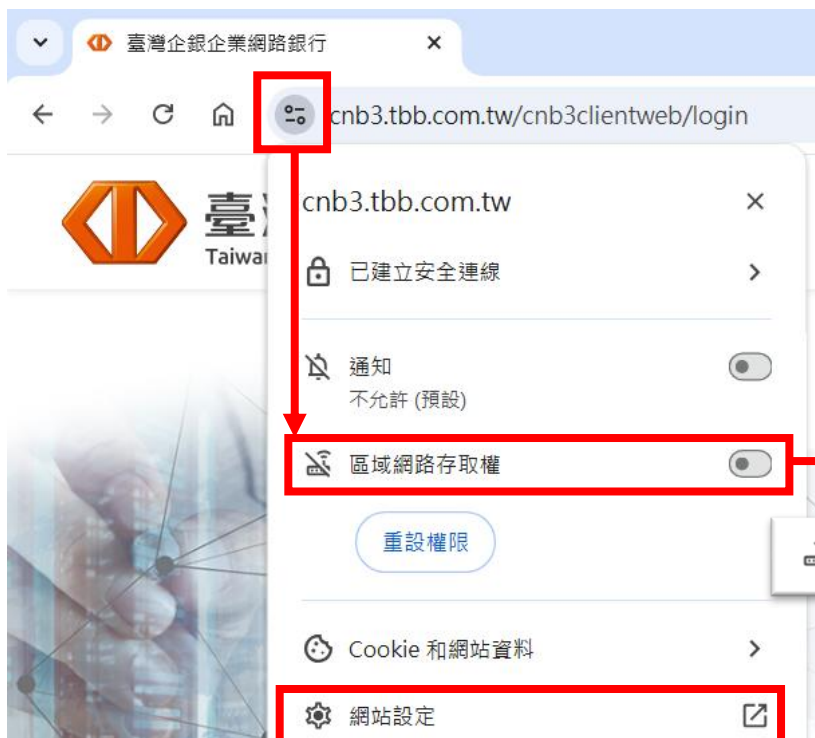 臺灣企銀企業網路銀行
cnb3.tbb.com.tw/cnb3clientweb/login
臺
Taiwa
cnb3.tbb.com.tw
已建立安全連線
通知
不允許 (預設)
區域網路存取權
重設權限
Cookie 和網站資料
網站設定